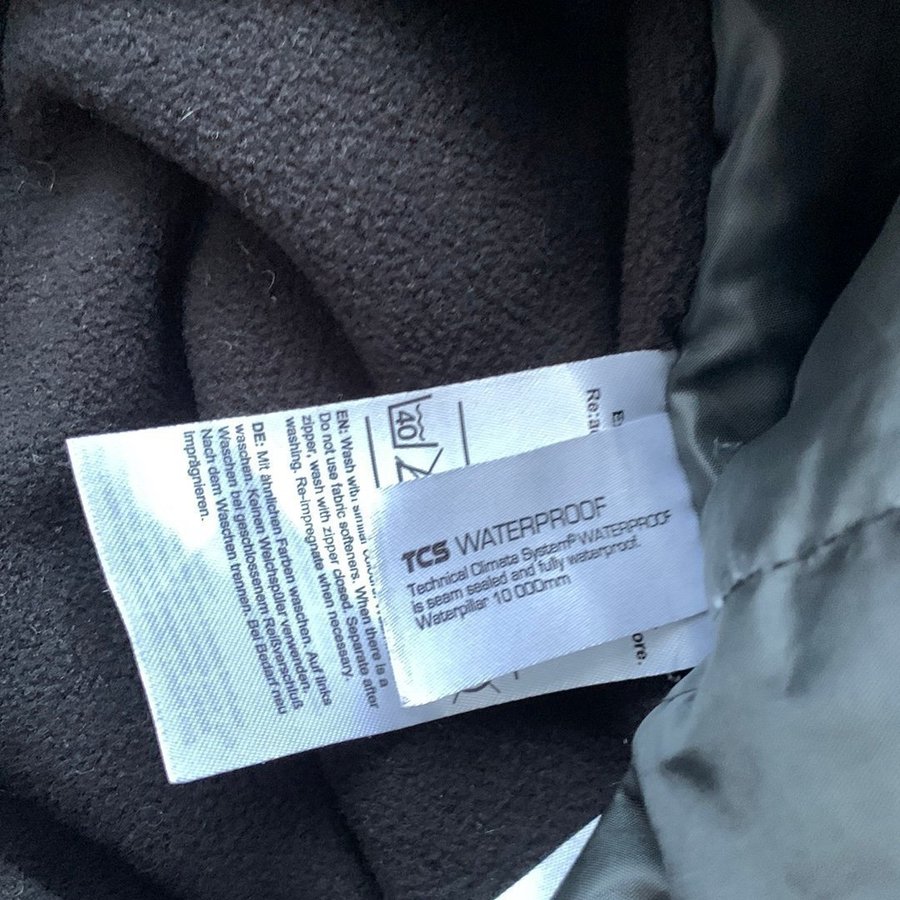 TCS WATERPROOF
Technical Climate System® WATERPROOF
is seam sealed and fully waterproof.
Waterpillar 10 000mm
40
EN: Wash with similar
Do not use fabric softeners. When there is a
zipper, wash with zipper closed. Separate after
washing. Re-Impregnate when necessary
DE: Mit ähnlichen Farben waschen. Auf links
waschen. Keinen Weichspüler verwenden.
Waschen bei geschlossenem Reißverschluß
Nach dem Waschen trennen. Bei Bedarf neu
imprägnieren.
ore.